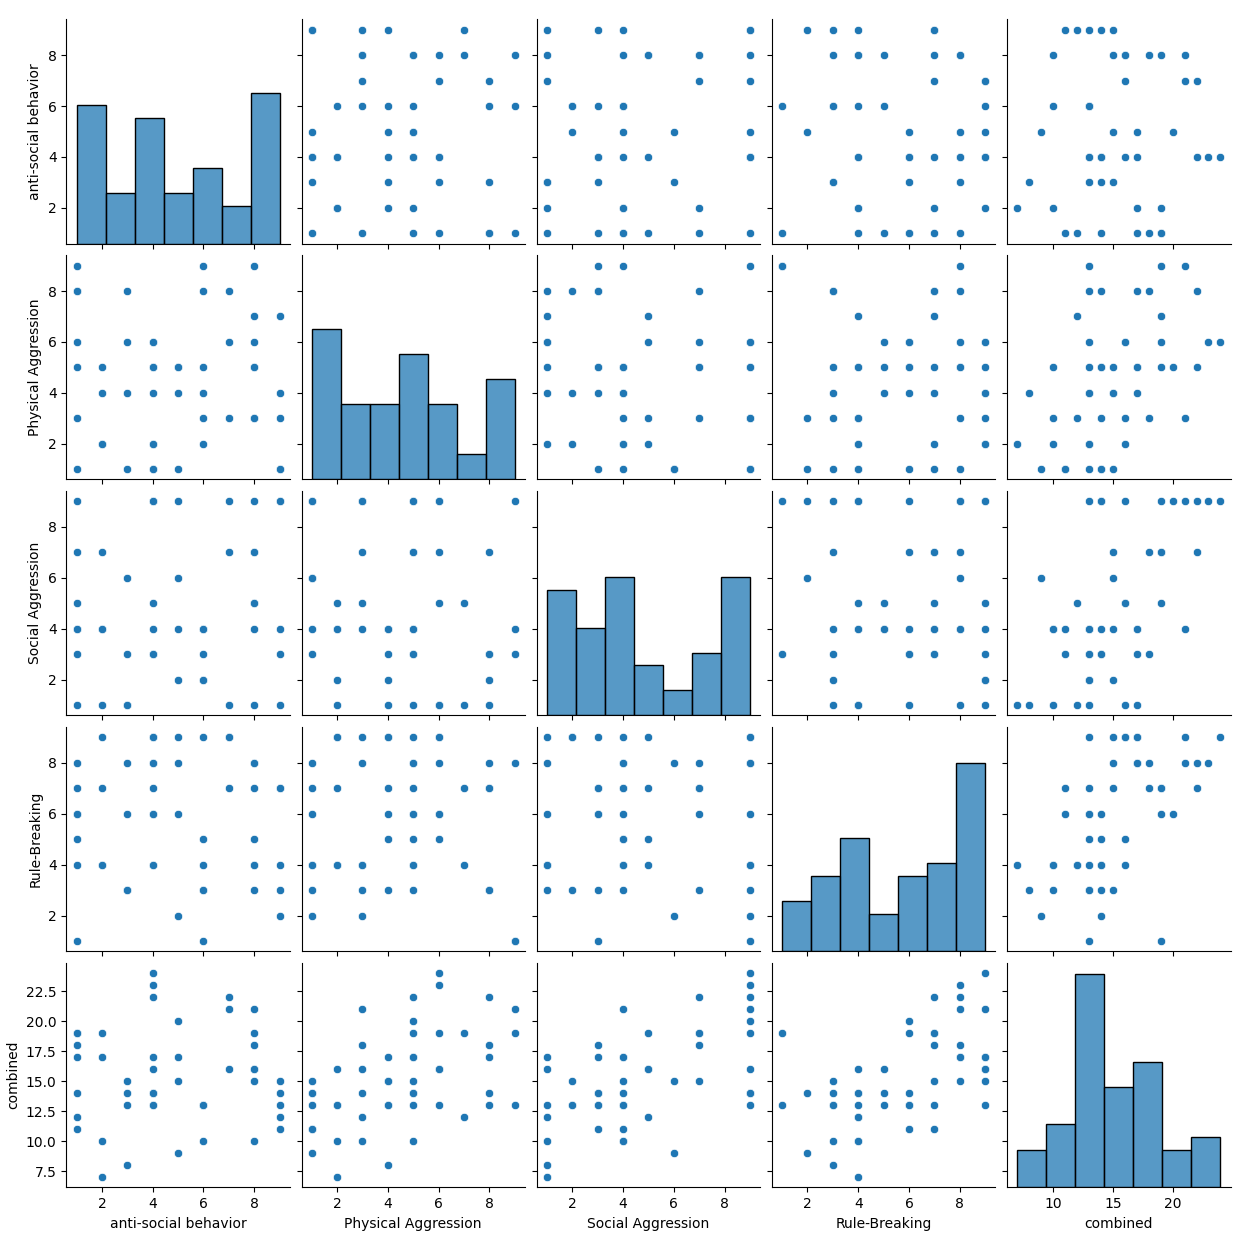 8
6
4
2
anti-social behavior
8
6
4
2
Physical Aggression
8
6
4
2
Social Aggression
8
6
4
2
Rule-Breaking
22.5
20.0
17.5
15.0
12.5
10.0
7.5
combined
2 4 6 8
anti-social behavior
2 4 6 8
Physical Aggression
2 4 6 8
Social Aggression
2 4 6 8
Rule-Breaking
10 15 20
combined